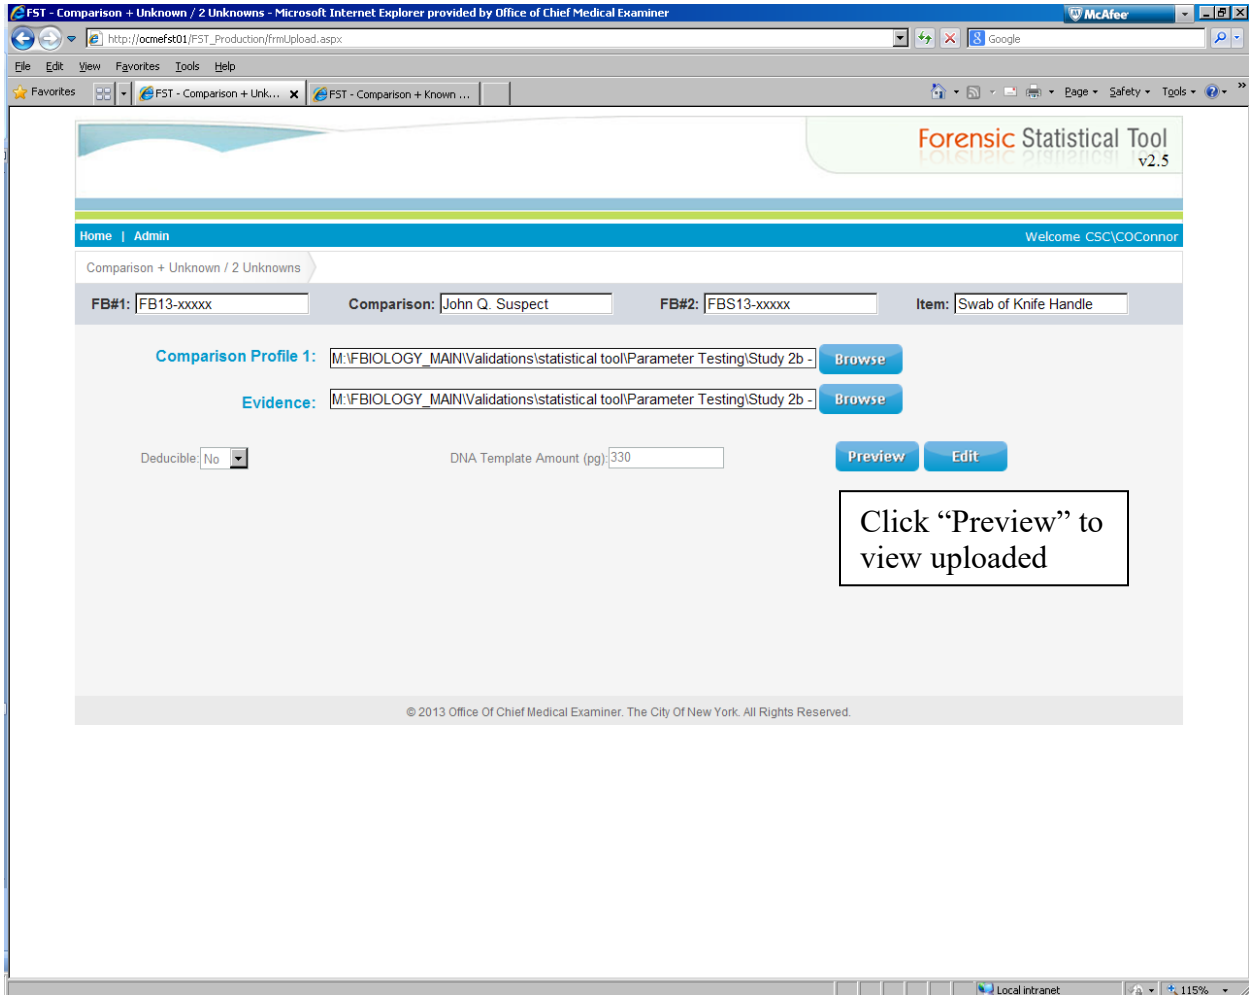 FST - Comparison + Unknown / 2 Unknowns - Microsoft Internet Explorer provided by Office of Chief Medical Examiner
McAfee
http://ocmefst01/FST_Production/frmUpload.aspx
Google
File Edit View Favorites Tools Help
Favorites FST - Comparison + Unk... FST - Comparison + Known ... Page Safety Tools
Forensic Statistical Tool
v2.5
Home | Admin Welcome CSC\COConnor
Comparison + Unknown / 2 Unknowns
FB#1: FB13-xxxxx Comparison: John Q. Suspect FB#2: FBS13-xxxxx Item: Swab of Knife Handle
Comparison Profile 1: M:\FBIOLOGY_MAIN\Validations\statistical tool\Parameter Testing\Study 2b - Browse
Evidence: M:\FBIOLOGY_MAIN\Validations\statistical tool\Parameter Testing\Study 2b - Browse
Deducible: No DNA Template Amount (pg): 330 Preview Edit
Click “Preview” to
view uploaded
© 2013 Office Of Chief Medical Examiner. The City Of New York. All Rights Reserved.
Local intranet 115%